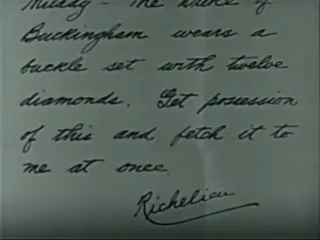 Milady - The Duke of
Buckingham wears a
buckle set with twelve
diamonds. Get possession
of this and fetch it to
me at once
Richelieu